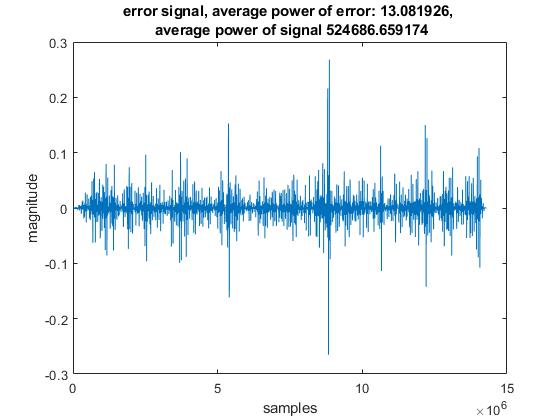 error signal, average power of error: 13.081926,
average power of signal 524686.659174
0.3
0.2
0.1
0
-0.1
-0.2
-0.3
magnitude
0 5 10 15
samples
×10^6